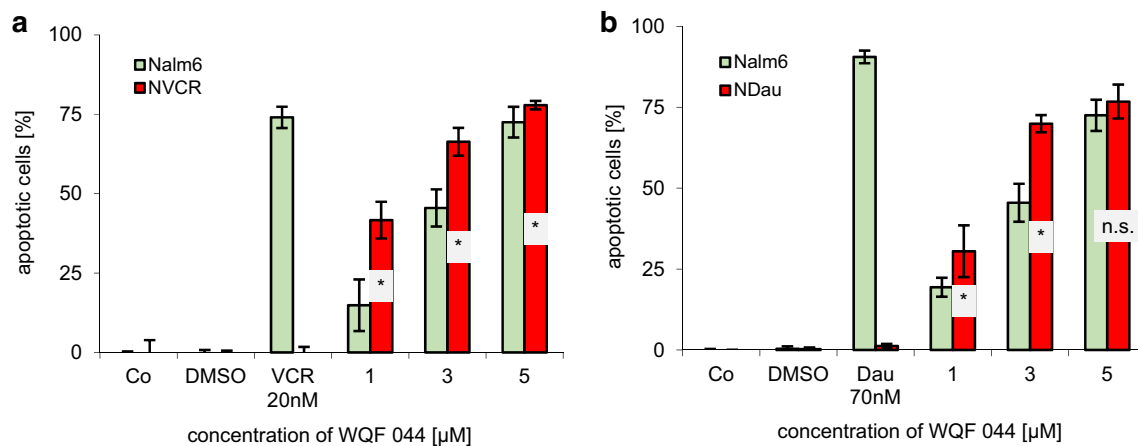 a
100
75
50
25
0
apoptotic cells [%]
Nalm6
NVCR
*
*
*
Co DMSO VCR 1 3 5
20nM
concentration of WQF 044 [µM]
b
100
75
50
25
0
apoptotic cells [%]
Nalm6
NDau
*
*
n.s.
Co DMSO Dau 1 3 5
70nM
concentration of WQF 044 [µM]